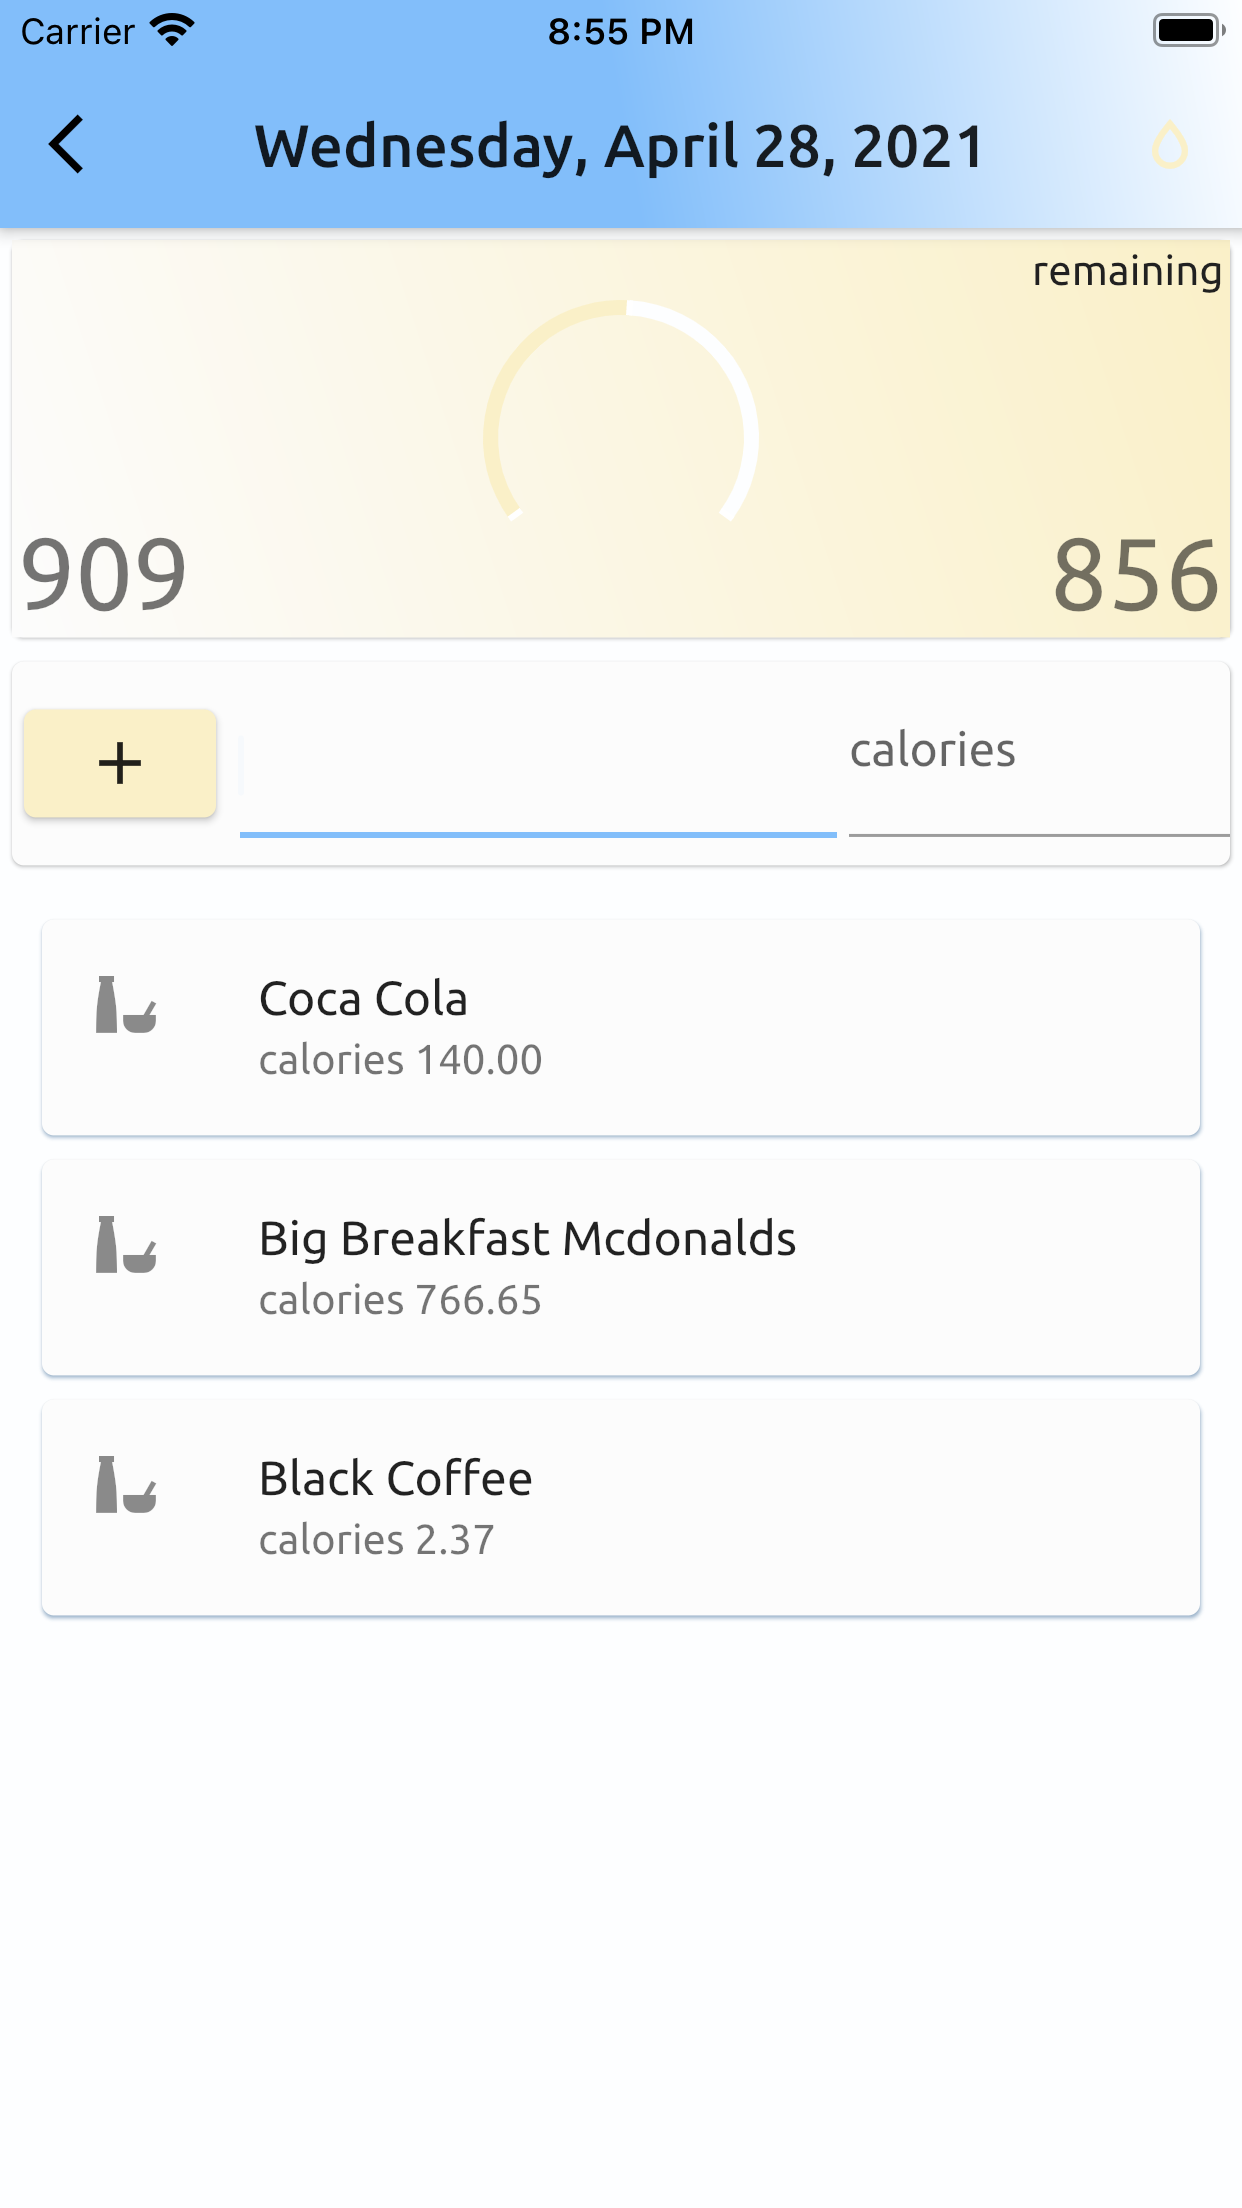 Carrier 8:55 PM
Wednesday, April 28, 2021
remaining
909 856
+ calories
Coca Cola
calories 140.00
Big Breakfast Mcdonalds
calories 766.65
Black Coffee
calories 2.37